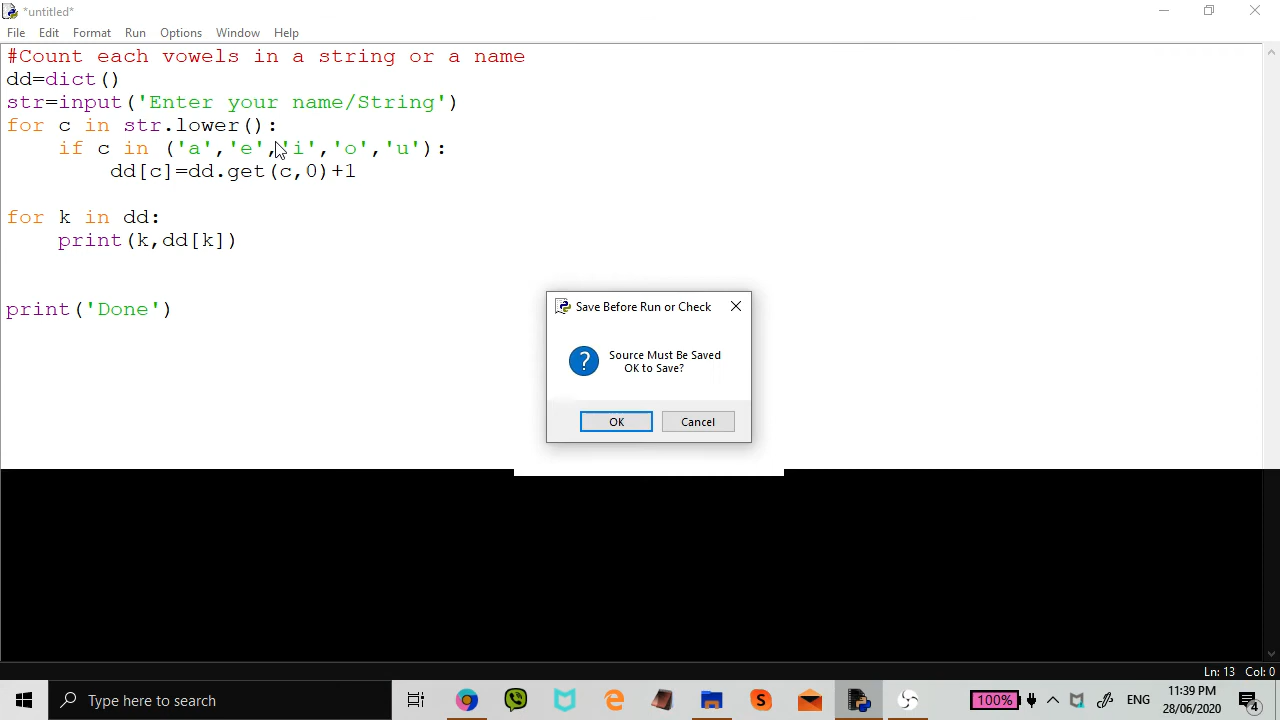 *untitled*
File Edit Format Run Options Window Help
#Count each vowels in a string or a name
dd=dict()
str=input('Enter your name/String')
for c in str.lower():
    if c in ('a','e','i','o','u'):
        dd[c]=dd.get(c,0)+1
for k in dd:
    print(k,dd[k])
print('Done')
Save Before Run or Check
?
Source Must Be Saved
OK to Save?
OK Cancel
Ln: 13 Col: 0
Type here to search
100%
ENG
11:39 PM
28/06/2020
4